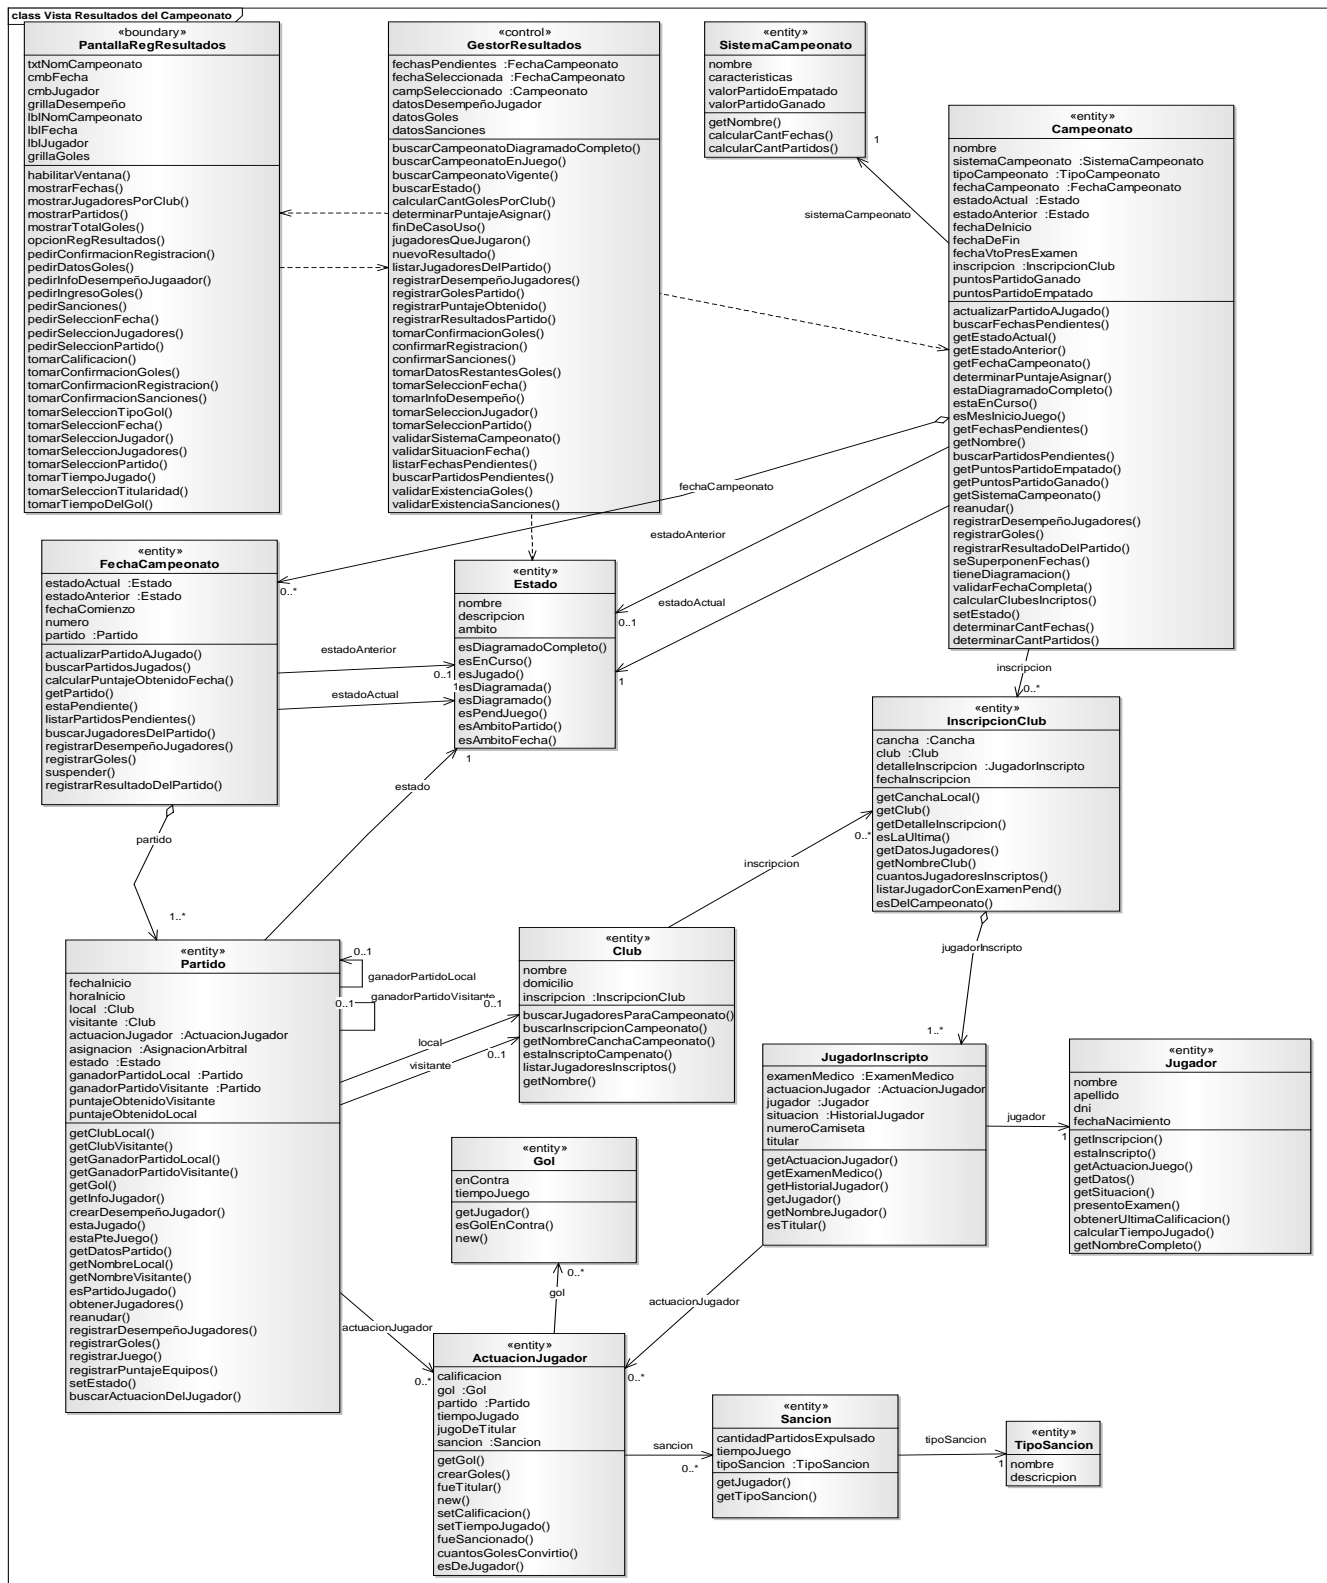 class Vista Resultados del Campeonato
«boundary»
PantallaRegResultados
txtNomCampeonato
cmbFecha
cmbJugador
grillaDesempeño
lblNomCampeonato
lblFecha
lblJugador
grillaGoles
habilitarVentana()
mostrarFechas()
mostrarJugadoresPorClub()
mostrarPartidos()
mostrarTotalGoles()
opcionRegResultados()
pedirConfirmacionRegistracion()
pedirDatosGoles()
pedirInfoDesempeñoJugaador()
pedirIngresoGoles()
pedirSanciones()
pedirSeleccionFecha()
pedirSeleccionJugadores()
pedirSeleccionPartido()
tomarCalificacion()
tomarConfirmacionGoles()
tomarConfirmacionRegistracion()
tomarConfirmacionSanciones()
tomarSeleccionTipoGol()
tomarSeleccionFecha()
tomarSeleccionJugador()
tomarSeleccionJugadores()
tomarSeleccionPartido()
tomarTiempoJugado()
tomarSeleccionTitularidad()
tomarTiempoDelGol()
«control»
GestorResultados
fechasPendientes :FechaCampeonato
fechaSeleccionada :FechaCampeonato
campSeleccionado :Campeonato
datosDesempeñoJugador
datosGoles
datosSanciones
buscarCampeonatoDiagramadoCompleto()
buscarCampeonatoEnJuego()
buscarCampeonatoVigente()
buscarEstado()
calcularCantGolesPorClub()
determinarPuntajeAsignar()
finDeCasoUso()
jugadoresQueJugaron()
nuevoResultado()
listarJugadoresDelPartido()
registrarDesempeñoJugadores()
registrarGolesPartido()
registrarPuntajeObtenido()
registrarResultadosPartido()
tomarConfirmacionGoles()
confirmarRegistracion()
confirmarSanciones()
tomarDatosRestantesGoles()
tomarSeleccionFecha()
tomarInfoDesempeño()
tomarSeleccionJugador()
tomarSeleccionPartido()
validarSistemaCampeonato()
validarSituacionFecha()
listarFechasPendientes()
buscarPartidosPendientes()
validarExistenciaGoles()
validarExistenciaSanciones()
«entity»
SistemaCampeonato
nombre
caracteristicas
valorPartidoEmpatado
valorPartidoGanado
getNombre()
calcularCantFechas()
calcularCantPartidos()
1
sistemaCampeonato
«entity»
Campeonato
nombre
sistemaCampeonato :SistemaCampeonato
tipoCampeonato :TipoCampeonato
fechaCampeonato :FechaCampeonato
estadoActual :Estado
estadoAnterior :Estado
fechaDeInicio
fechaDeFin
fechaVtoPresExamen
inscripcion :InscripcionClub
puntosPartidoGanado
puntosPartidoEmpatado
actualizarPartidoAJugado()
buscarFechasPendientes()
getEstadoActual()
getEstadoAnterior()
getFechaCampeonato()
determinarPuntajeAsignar()
estaDiagramadoCompleto()
estaEnCurso()
esMesInicioJuego()
getFechasPendientes()
getNombre()
buscarPartidosPendientes()
getPuntosPartidoEmpatado()
getPuntosPartidoGanado()
getSistemaCampeonato()
reanudar()
registrarDesempeñoJugadores()
registrarGoles()
registrarResultadoDelPartido()
seSuperponenFechas()
tieneDiagramacion()
validarFechaCompleta()
calcularClubesIncriptos()
setEstado()
determinarCantFechas()
determinarCantPartidos()
fechaCampeonato
0..*
estadoAnterior
0..1
estadoActual
1
inscripcion
0..*
«entity»
FechaCampeonato
estadoActual :Estado
estadoAnterior :Estado
fechaComienzo
numero
partido :Partido
actualizarPartidoAJugado()
buscarPartidosJugados()
calcularPuntajeObtenidoFecha()
getPartido()
estaPendiente()
listarPartidosPendientes()
buscarJugadoresDelPartido()
registrarDesempeñoJugadores()
registrarGoles()
suspender()
registrarResultadoDelPartido()
estadoAnterior
0..1
estadoActual
1
«entity»
Estado
nombre
descripcion
ambito
esDiagramadoCompleto()
esEnCurso()
esJugado()
esDiagramada()
esDiagramado()
esPendJuego()
esAmbitoPartido()
esAmbitoFecha()
1
estado
partido
1..*
«entity»
InscripcionClub
cancha :Cancha
club :Club
detalleInscripcion :JugadorInscripto
fechaInscripcion
getCanchaLocal()
getClub()
getDetalleInscripcion()
esLaUltima()
getDatosJugadores()
getNombreClub()
cuantosJugadoresInscriptos()
listarJugadorConExamenPend()
esDelCampeonato()
0..*
inscripcion
jugadorInscripto
1..*
«entity»
Partido
fechaInicio
horaInicio
local :Club
visitante :Club
actuacionJugador :ActuacionJugador
asignacion :AsignacionArbitral
estado :Estado
ganadorPartidoLocal :Partido
ganadorPartidoVisitante :Partido
puntajeObtenidoVisitante
puntajeObtenidoLocal
getClubLocal()
getClubVisitante()
getGanadorPartidoLocal()
getGanadorPartidoVisitante()
getGol()
getInfoJugador()
crearDesempeñoJugador()
estaJugado()
estaPteJuego()
getDatosPartido()
getNombreLocal()
getNombreVisitante()
esPartidoJugado()
obtenerJugadores()
reanudar()
registrarDesempeñoJugadores()
registrarGoles()
registrarJuego()
registrarPuntajeEquipos()
setEstado()
buscarActuacionDelJugador()
0..1
ganadorPartidoLocal
0..1
ganadorPartidoVisitante
0..1
local
visitante
0..1
«entity»
Club
nombre
domicilio
inscripcion :InscripcionClub
buscarJugadoresParaCampeonato()
buscarInscripcionCampeonato()
getNombreCanchaCampeonato()
estaInscriptoCampenato()
listarJugadoresInscriptos()
getNombre()
JugadorInscripto
examenMedico :ExamenMedico
actuacionJugador :ActuacionJugador
jugador :Jugador
situacion :HistorialJugador
numeroCamiseta
titular
getActuacionJugador()
getExamenMedico()
getHistorialJugador()
getJugador()
getNombreJugador()
esTitular()
jugador
1
«entity»
Jugador
nombre
apellido
dni
fechaNacimiento
getInscripcion()
estaInscripto()
getActuacionJuego()
getDatos()
getSituacion()
presentoExamen()
obtenerUltimaCalificacion()
calcularTiempoJugado()
getNombreCompleto()
«entity»
Gol
enContra
tiempoJuego
getJugador()
esGolEnContra()
new()
0..*
gol
actuacionJugador
0..*
actuacionJugador
0..*
«entity»
ActuacionJugador
calificacion
gol :Gol
partido :Partido
tiempoJugado
jugoDeTitular
sancion :Sancion
getGol()
crearGoles()
fueTitular()
new()
setCalificacion()
setTiempoJugado()
fueSancionado()
cuantosGolesConvirtio()
esDeJugador()
sancion
0..*
«entity»
Sancion
cantidadPartidosExpulsado
tiempoJuego
tipoSancion :TipoSancion
getJugador()
getTipoSancion()
tipoSancion
1
«entity»
TipoSancion
nombre
descricpion